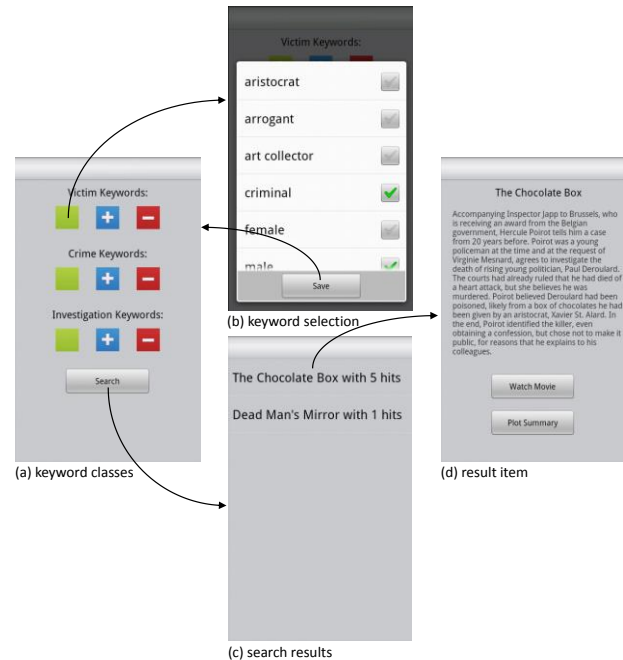 Victim Keywords:
Crime Keywords:
Investigation Keywords:
Search
(a) keyword classes
Victim Keywords:
aristocrat
arrogant
art collector
criminal
female
male
Save
(b) keyword selection
The Chocolate Box with 5 hits
Dead Man's Mirror with 1 hits
(c) search results
The Chocolate Box
Accompanying Inspector Japp to Brussels, who
is receiving an award from the Belgian
government, Hercule Poirot tells him a case
from 20 years before. Poirot was a young
policeman at the time and at the request of
Virginie Mesnard, agrees to investigate the
death of rising young politician, Paul Deroulard.
The courts had already ruled that he had died of
a heart attack, but she believes he was
murdered. Poirot believed Deroulard had been
poisoned, likely from a box of chocolates he had
been given by an aristocrat, Xavier St. Alard. In
the end, Poirot identified the killer, even
obtaining a confession, but chose not to make it
public, for reasons that he explains to his
colleagues.
Watch Movie
Plot Summary
(d) result item